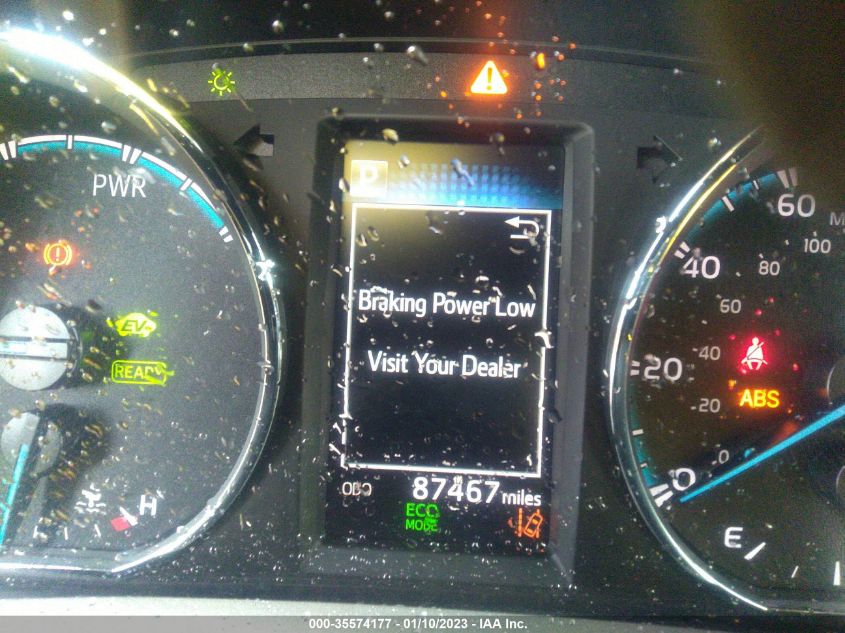 PWR
EV
READY
H
P
Braking Power Low
Visit Your Dealer
ODO 87467 miles
ECO
MODE
60
M
100
40
80
60
20
40
20
ABS
0
0
E
000-35574177 - 01/10/2023 - IAA Inc.